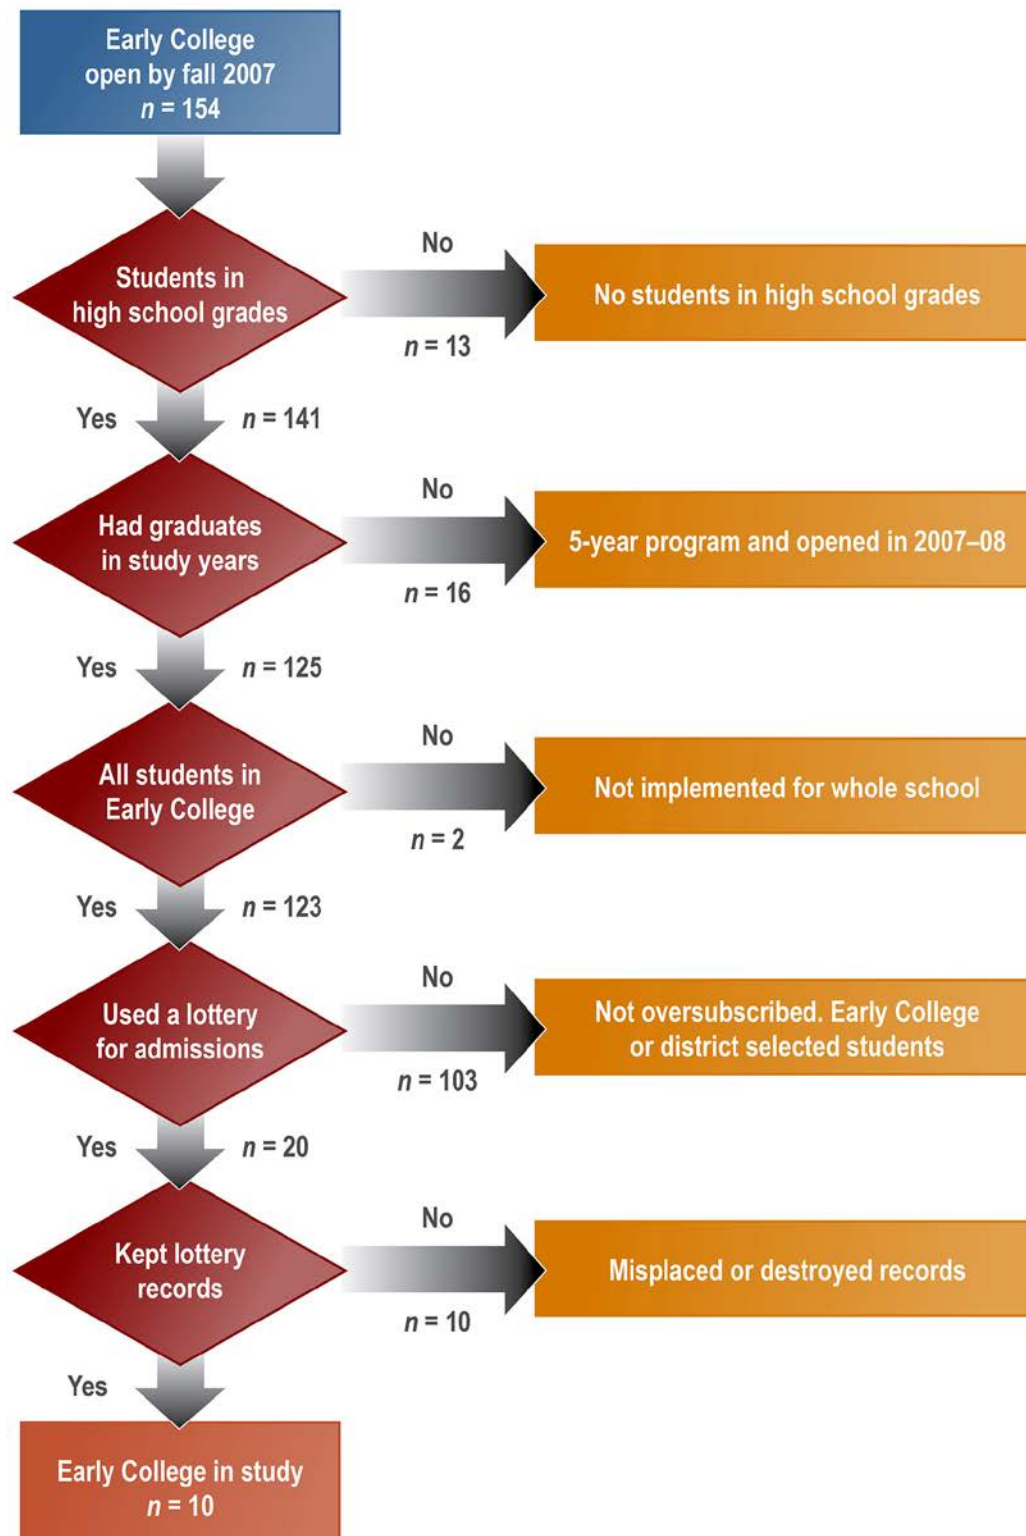 Early College
open by fall 2007
n = 154
Students in
high school grades
No
n = 13
No students in high school grades
Yes
n = 141
Had graduates
in study years
No
n = 16
5-year program and opened in 2007–08
Yes
n = 125
All students in
Early College
No
n = 2
Not implemented for whole school
Yes
n = 123
Used a lottery
for admissions
No
n = 103
Not oversubscribed. Early College
or district selected students
Yes
n = 20
Kept lottery
records
No
n = 10
Misplaced or destroyed records
Yes
Early College in study
n = 10